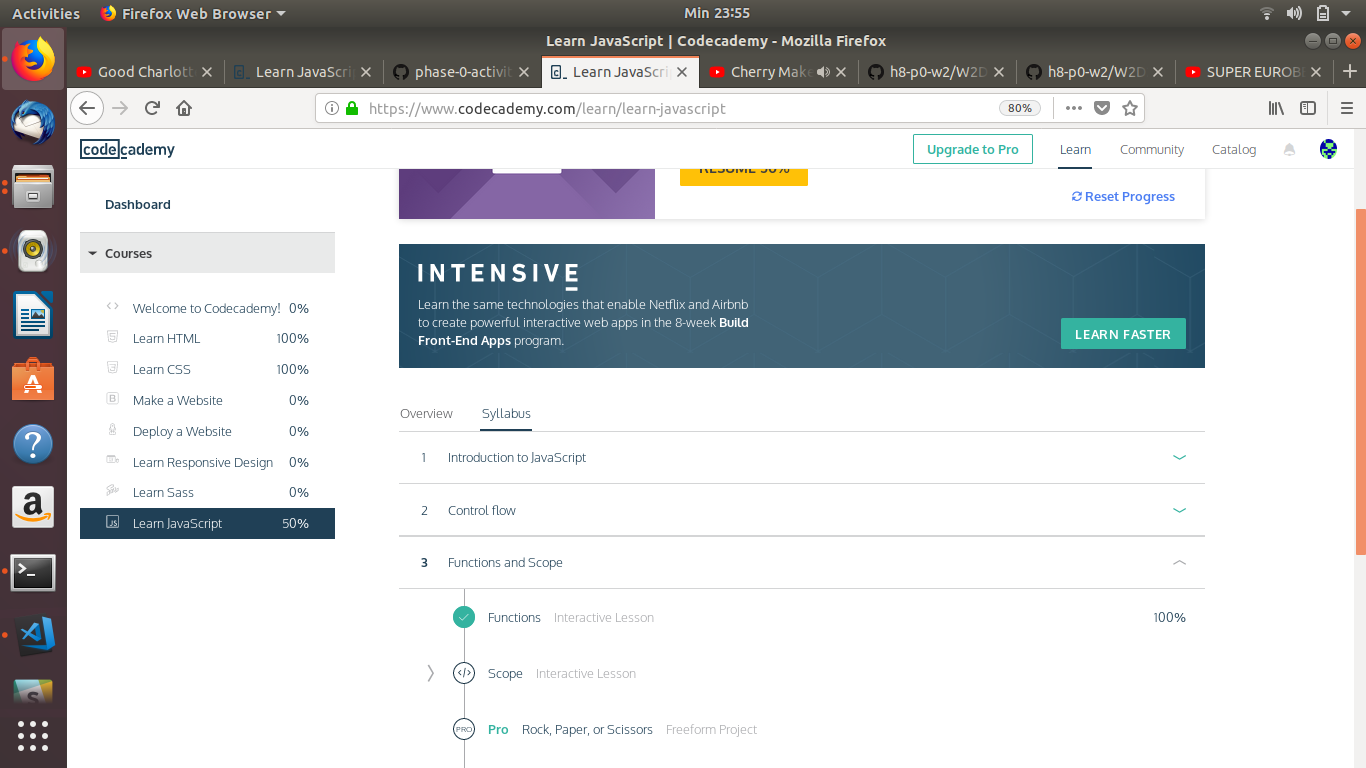 Activities Firefox Web Browser Min 23:55
Learn JavaScript | Codecademy - Mozilla Firefox
Good Charlott Learn JavaScri phase-0-activit Learn JavaScri Cherry Make h8-p0-w2/W2D h8-p0-w2/W2D SUPER EUROBE
https://www.codecademy.com/learn/learn-javascript 80%
codecademy Upgrade to Pro Learn Community Catalog
RESUME 50%
Dashboard
Reset Progress
Courses
INTENSIVE
Learn the same technologies that enable Netflix and Airbnb
to create powerful interactive web apps in the 8-week Build
Front-End Apps program.
LEARN FASTER
Welcome to Codecademy! 0%
Learn HTML 100%
Learn CSS 100%
Make a Website 0%
Deploy a Website 0%
Learn Responsive Design 0%
Learn Sass 0%
JS Learn JavaScript 50%
Overview Syllabus
1 Introduction to JavaScript
2 Control flow
3 Functions and Scope
Functions Interactive Lesson 100%
Scope Interactive Lesson
PRO Pro Rock, Paper, or Scissors Freeform Project